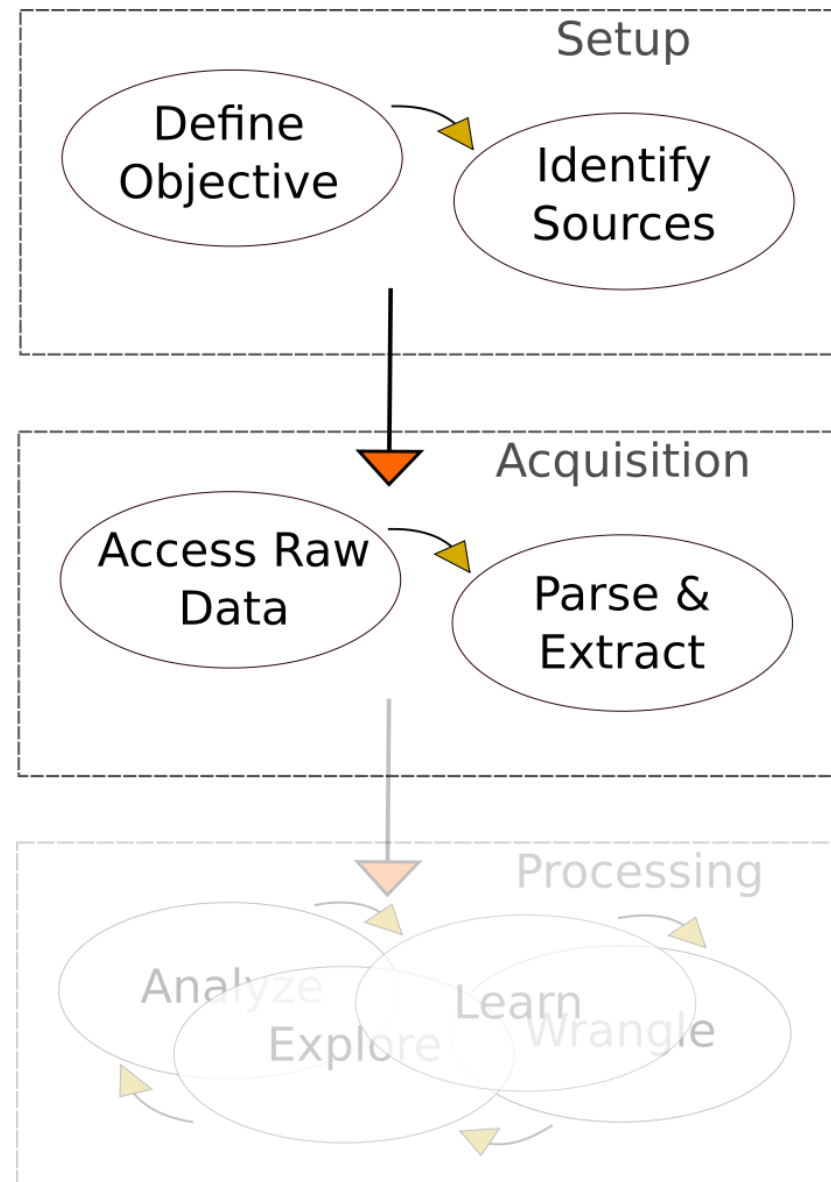 Setup
Define
Objective
Identify
Sources
Acquisition
Access Raw
Data
Parse &
Extract
Processing
Analyze
Learn
Wrangle
Explore